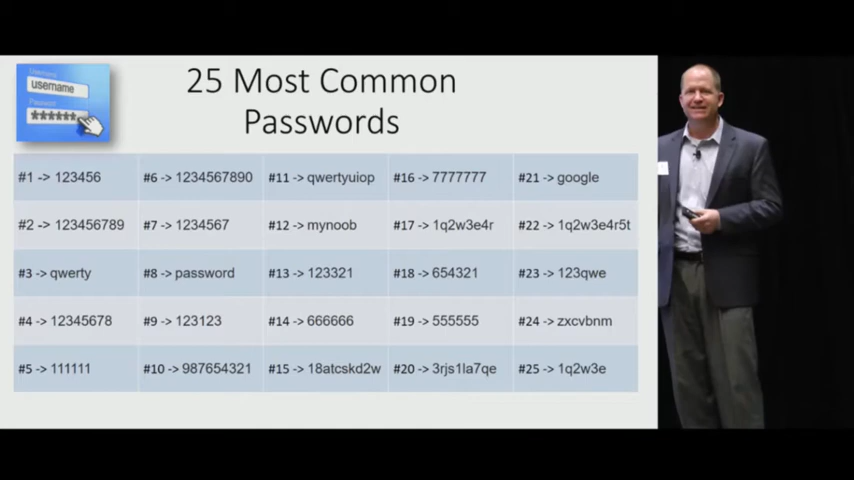 Username
username
Password
******
25 Most Common
Passwords
#1 -> 123456
#6 -> 1234567890
#11 -> qwertyuiop
#16 -> 7777777
#21 -> google
#2 -> 123456789
#7 -> 1234567
#12 -> mynoob
#17 -> 1q2w3e4r
#22 -> 1q2w3e4r5t
#3 -> qwerty
#8 -> password
#13 -> 123321
#18 -> 654321
#23 -> 123qwe
#4 -> 12345678
#9 -> 123123
#14 -> 666666
#19 -> 555555
#24 -> zxcvbnm
#5 -> 111111
#10 -> 987654321
#15 -> 18atcskd2w
#20 -> 3rjs1la7qe
#25 -> 1q2w3e